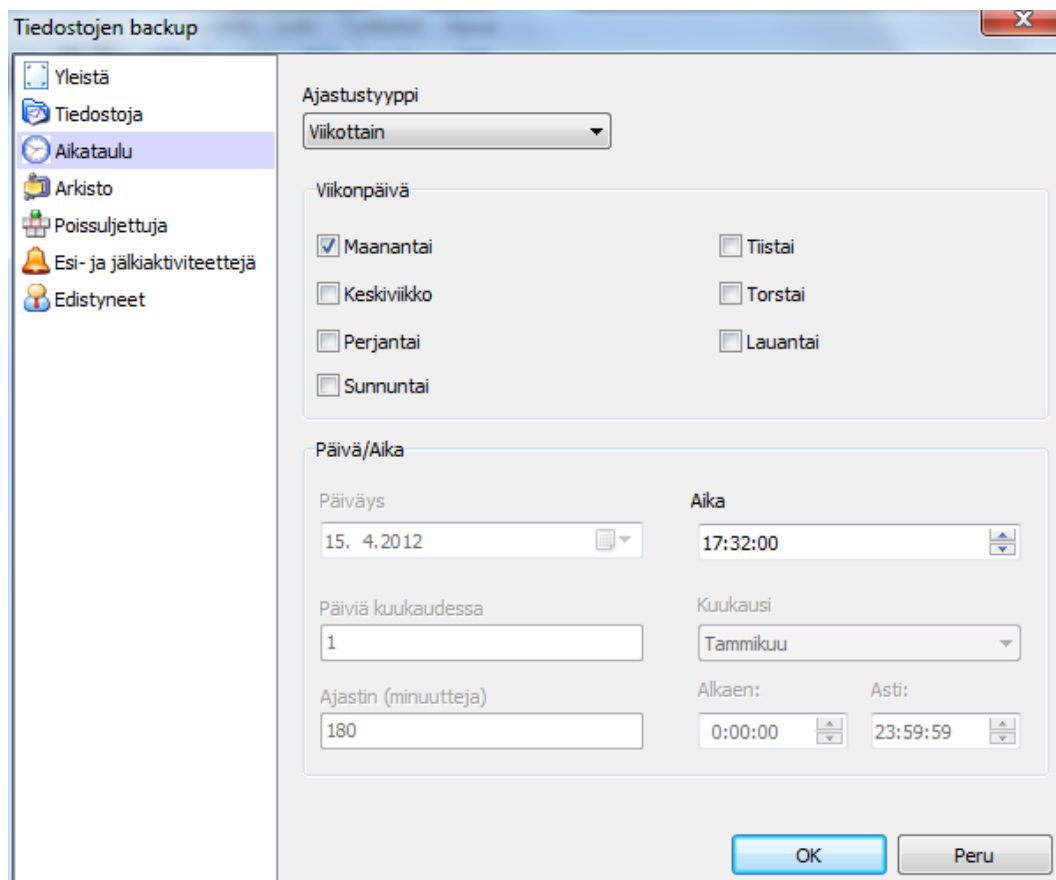 Tiedostojen backup
Yleistä
Tiedostoja
Aikataulu
Arkisto
Poissuljettuja
Esi- ja jälkiaktiviteettejä
Edistyneet
Ajastustyyppi
Viikottain
Viikonpäivä
Maanantai
Tiistai
Keskiviikko
Torstai
Perjantai
Lauantai
Sunnuntai
Päivä/Aika
Päiväys
Aika
15. 4.2012
17:32:00
Päiviä kuukaudessa
Kuukausi
1
Tammikuu
Ajastin (minuutteja)
Alkaen:
Asti:
180
0:00:00
23:59:59
OK
Peru